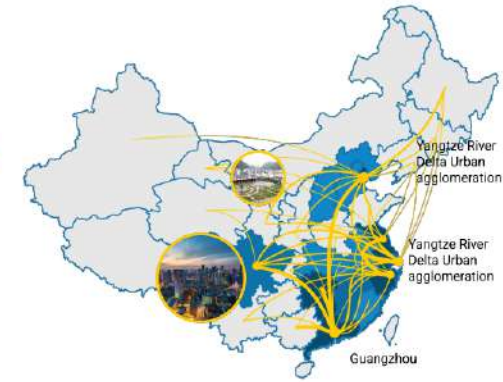 Yangtze River
Delta Urban
agglomeration
Yangtze River
Delta Urban
agglomeration
Guangzhou